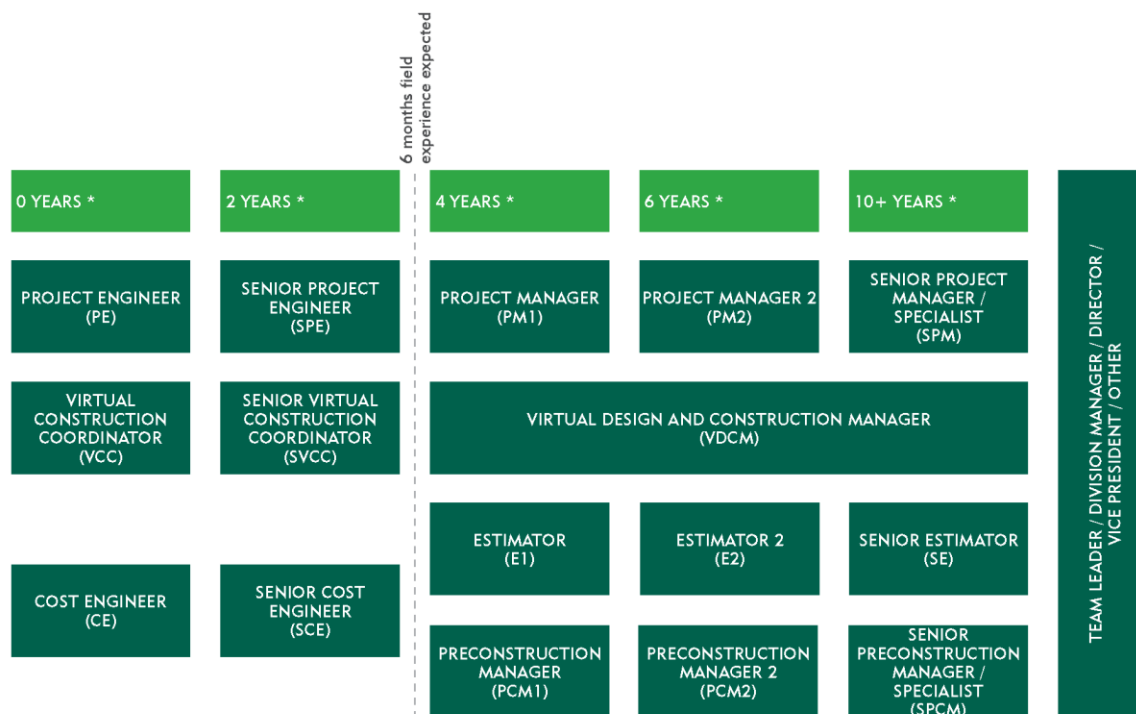 6 months field
experience expected
0 YEARS *
2 YEARS *
4 YEARS *
6 YEARS *
10+ YEARS *
PROJECT ENGINEER
(PE)
SENIOR PROJECT
ENGINEER
(SPE)
PROJECT MANAGER
(PM1)
PROJECT MANAGER 2
(PM2)
SENIOR PROJECT
MANAGER /
SPECIALIST
(SPM)
VIRTUAL
CONSTRUCTION
COORDINATOR
(VCC)
SENIOR VIRTUAL
CONSTRUCTION
COORDINATOR
(SVCC)
VIRTUAL DESIGN AND CONSTRUCTION MANAGER
(VDCM)
COST ENGINEER
(CE)
SENIOR COST
ENGINEER
(SCE)
ESTIMATOR
(E1)
ESTIMATOR 2
(E2)
SENIOR ESTIMATOR
(SE)
PRECONSTRUCTION
MANAGER
(PCM1)
PRECONSTRUCTION
MANAGER 2
(PCM2)
SENIOR
PRECONSTRUCTION
MANAGER /
SPECIALIST
(SPCM)
TEAM LEADER / DIVISION MANAGER / DIRECTOR /
VICE PRESIDENT / OTHER